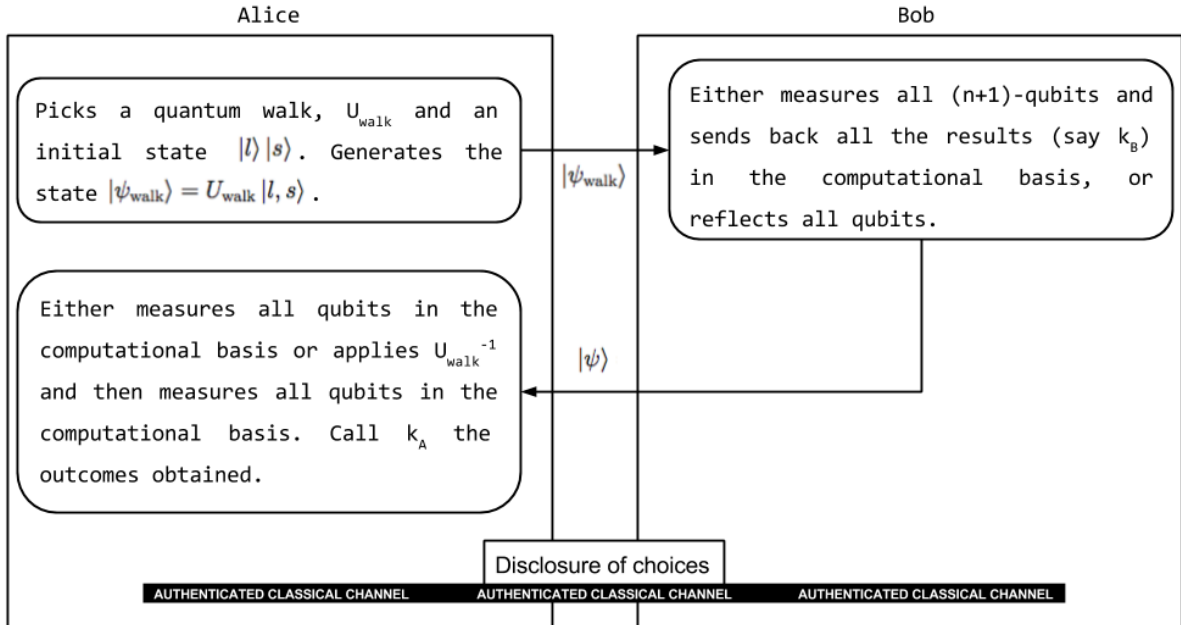 Alice
Bob
Picks a quantum walk, U_walk and an
initial state |l⟩ |s⟩. Generates the
state |ψ_walk⟩ = U_walk |l, s⟩ .
|ψ_walk⟩
Either measures all (n+1)-qubits and
sends back all the results (say k_B)
in the computational basis, or
reflects all qubits.
Either measures all qubits in the
computational basis or applies U_walk^-1
and then measures all qubits in the
computational basis. Call k_A the
outcomes obtained.
|ψ⟩
Disclosure of choices
AUTHENTICATED CLASSICAL CHANNEL AUTHENTICATED CLASSICAL CHANNEL AUTHENTICATED CLASSICAL CHANNEL